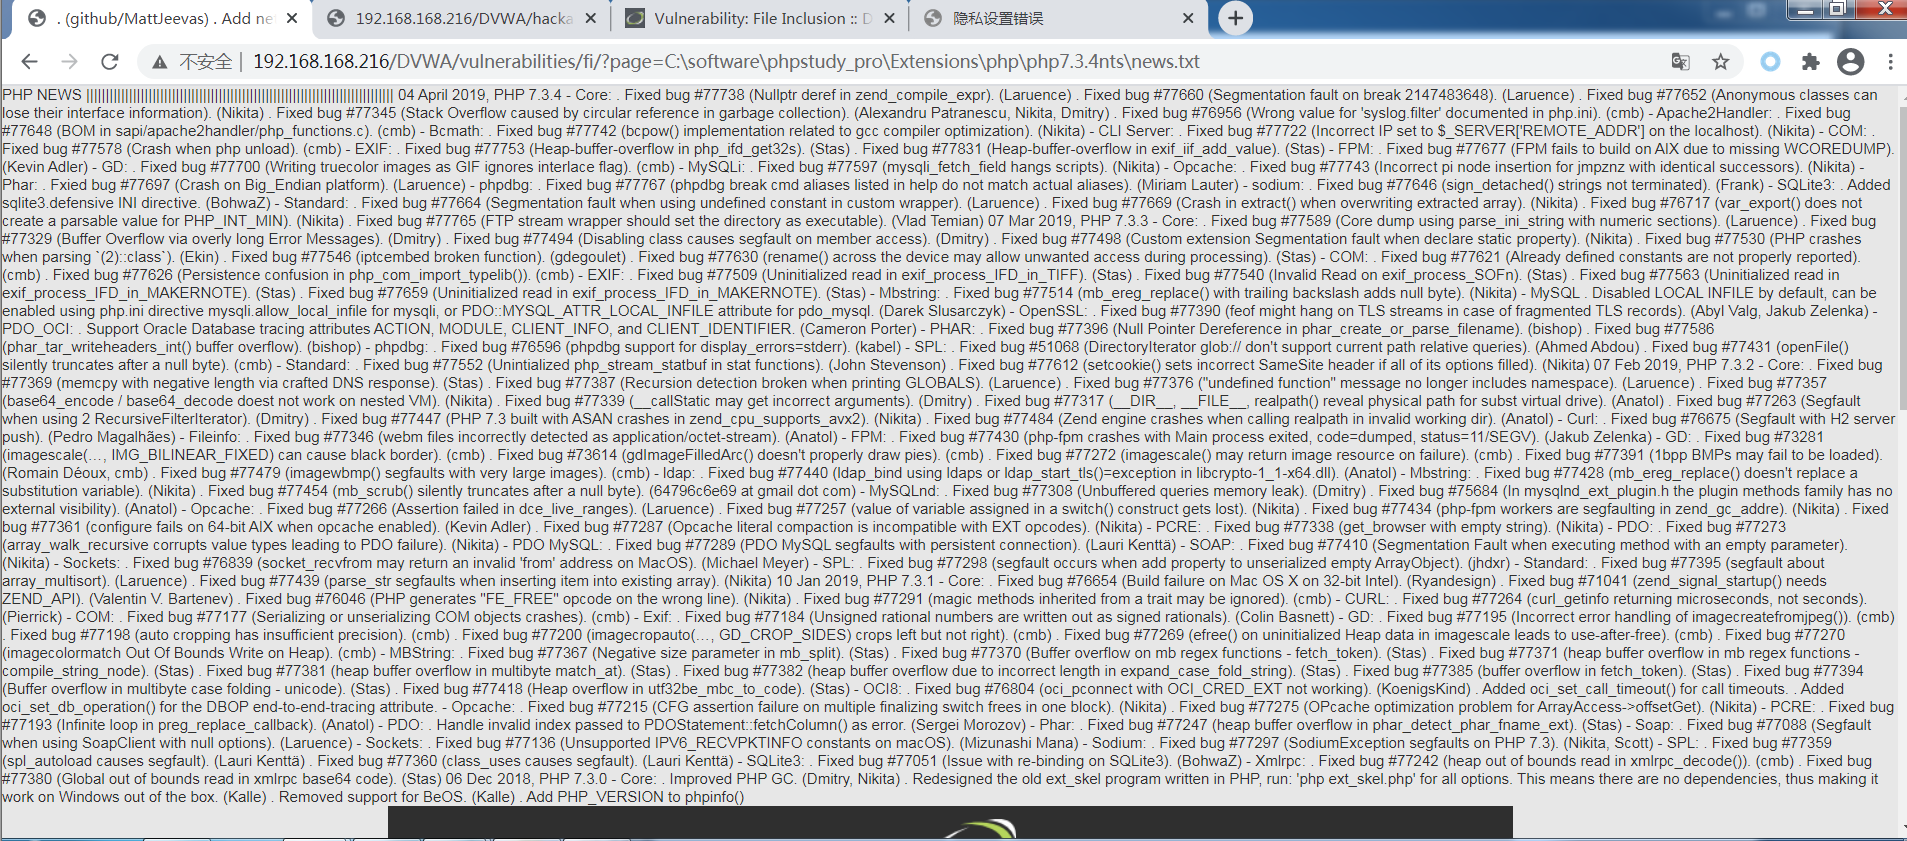 . (github/MattJeevas) . Add ne
192.168.168.216/DVWA/hacka
Vulnerability: File Inclusion :: D
隐私设置错误
不安全 | 192.168.168.216/DVWA/vulnerabilities/fi/?page=C:\software\phpstudy_pro\Extensions\php\php7.3.4nts\news.txt
PHP NEWS ||||||||||||||||||||||||||||||||||||||||||||||||||||||||||||||||||||||||||||||| 04 April 2019, PHP 7.3.4 - Core: . Fixed bug #77738 (Nullptr deref in zend_compile_expr). (Laruence) . Fixed bug #77660 (Segmentation fault on break 2147483648). (Laruence) . Fixed bug #77652 (Anonymous classes can
lose their interface information). (Nikita) . Fixed bug #77345 (Stack Overflow caused by circular reference in garbage collection). (Alexandru Patranescu, Nikita, Dmitry) . Fixed bug #76956 (Wrong value for 'syslog.filter' documented in php.ini). (cmb) - Apache2Handler: . Fixed bug
#77648 (BOM in sapi/apache2handler/php_functions.c). (cmb) - Bcmath: . Fixed bug #77742 (bcpow() implementation related to gcc compiler optimization). (Nikita) - CLI Server: . Fixed bug #77722 (Incorrect IP set to $_SERVER['REMOTE_ADDR'] on the localhost). (Nikita) - COM: .
Fixed bug #77578 (Crash when php unload). (cmb) - EXIF: . Fixed bug #77753 (Heap-buffer-overflow in php_ifd_get32s). (Stas) . Fixed bug #77831 (Heap-buffer-overflow in exif_iif_add_value). (Stas) - FPM: . Fixed bug #77677 (FPM fails to build on AIX due to missing WCOREDUMP).
(Kevin Adler) - GD: . Fixed bug #77700 (Writing truecolor images as GIF ignores interlace flag). (cmb) - MySQLi: . Fixed bug #77597 (mysqli_fetch_field hangs scripts). (Nikita) - Opcache: . Fixed bug #77743 (Incorrect pi node insertion for jmpznz with identical successors). (Nikita) -
Phar: . Fxied bug #77697 (Crash on Big_Endian platform). (Laruence) - phpdbg: . Fixed bug #77767 (phpdbg break cmd aliases listed in help do not match actual aliases). (Miriam Lauter) - sodium: . Fixed bug #77646 (sign_detached() strings not terminated). (Frank) - SQLite3: . Added
sqlite3.defensive INI directive. (BohwaZ) - Standard: . Fixed bug #77664 (Segmentation fault when using undefined constant in custom wrapper). (Laruence) . Fixed bug #77669 (Crash in extract() when overwriting extracted array). (Nikita) . Fixed bug #76717 (var_export() does not
create a parsable value for PHP_INT_MIN). (Nikita) . Fixed bug #77765 (FTP stream wrapper should set the directory as executable). (Vlad Temian) 07 Mar 2019, PHP 7.3.3 - Core: . Fixed bug #77589 (Core dump using parse_ini_string with numeric sections). (Laruence) . Fixed bug
#77329 (Buffer Overflow via overly long Error Messages). (Dmitry) . Fixed bug #77494 (Disabling class causes segfault on member access). (Dmitry) . Fixed bug #77498 (Custom extension Segmentation fault when declare static property). (Nikita) . Fixed bug #77530 (PHP crashes
when parsing `(2)::class`). (Ekin) . Fixed bug #77546 (iptcembed broken function). (gdegoulet) . Fixed bug #77630 (rename() across the device may allow unwanted access during processing). (Stas) - COM: . Fixed bug #77621 (Already defined constants are not properly reported).
(cmb) . Fixed bug #77626 (Persistence confusion in php_com_import_typelib()). (cmb) - EXIF: . Fixed bug #77509 (Uninitialized read in exif_process_IFD_in_TIFF). (Stas) . Fixed bug #77540 (Invalid Read on exif_process_SOFn). (Stas) . Fixed bug #77563 (Uninitialized read in
exif_process_IFD_in_MAKERNOTE). (Stas) . Fixed bug #77659 (Uninitialized read in exif_process_IFD_in_MAKERNOTE). (Stas) - Mbstring: . Fixed bug #77514 (mb_ereg_replace() with trailing backslash adds null byte). (Nikita) - MySQL . Disabled LOCAL INFILE by default, can be
enabled using php.ini directive mysqli.allow_local_infile for mysqli, or PDO::MYSQL_ATTR_LOCAL_INFILE attribute for pdo_mysql. (Darek Slusarczyk) - OpenSSL: . Fixed bug #77390 (feof might hang on TLS streams in case of fragmented TLS records). (Abyl Valg, Jakub Zelenka) -
PDO_OCI: . Support Oracle Database tracing attributes ACTION, MODULE, CLIENT_INFO, and CLIENT_IDENTIFIER. (Cameron Porter) - PHAR: . Fixed bug #77396 (Null Pointer Dereference in phar_create_or_parse_filename). (bishop) . Fixed bug #77586
(phar_tar_writeheaders_int() buffer overflow). (bishop) - phpdbg: . Fixed bug #76596 (phpdbg support for display_errors=stderr). (kabel) - SPL: . Fixed bug #51068 (DirectoryIterator glob:// don't support current path relative queries). (Ahmed Abdou) . Fixed bug #77431 (openFile()
silently truncates after a null byte). (cmb) - Standard: . Fixed bug #77552 (Unintialized php_stream_statbuf in stat functions). (John Stevenson) . Fixed bug #77612 (setcookie() sets incorrect SameSite header if all of its options filled). (Nikita) 07 Feb 2019, PHP 7.3.2 - Core: . Fixed bug
#77369 (memcpy with negative length via crafted DNS response). (Stas) . Fixed bug #77387 (Recursion detection broken when printing GLOBALS). (Laruence) . Fixed bug #77376 ("undefined function" message no longer includes namespace). (Laruence) . Fixed bug #77357
(base64_encode / base64_decode doest not work on nested VM). (Nikita) . Fixed bug #77339 (__callStatic may get incorrect arguments). (Dmitry) . Fixed bug #77317 (__DIR__, __FILE__, realpath() reveal physical path for subst virtual drive). (Anatol) . Fixed bug #77263 (Segfault
when using 2 RecursiveFilterIterator). (Dmitry) . Fixed bug #77447 (PHP 7.3 built with ASAN crashes in zend_cpu_supports_avx2). (Nikita) . Fixed bug #77484 (Zend engine crashes when calling realpath in invalid working dir). (Anatol) - Curl: . Fixed bug #76675 (Segfault with H2 server
push). (Pedro Magalhães) - Fileinfo: . Fixed bug #77346 (webm files incorrectly detected as application/octet-stream). (Anatol) - FPM: . Fixed bug #77430 (php-fpm crashes with Main process exited, code=dumped, status=11/SEGV). (Jakub Zelenka) - GD: . Fixed bug #73281
(imagescale(…, IMG_BILINEAR_FIXED) can cause black border). (cmb) . Fixed bug #73614 (gdImageFilledArc() doesn't properly draw pies). (cmb) . Fixed bug #77272 (imagescale() may return image resource on failure). (cmb) . Fixed bug #77391 (1bpp BMPs may fail to be loaded).
(Romain Déoux, cmb) . Fixed bug #77479 (imagewbmp() segfaults with very large images). (cmb) - ldap: . Fixed bug #77440 (ldap_bind using ldaps or ldap_start_tls()=exception in libcrypto-1_1-x64.dll). (Anatol) - Mbstring: . Fixed bug #77428 (mb_ereg_replace() doesn't replace a
substitution variable). (Nikita) . Fixed bug #77454 (mb_scrub() silently truncates after a null byte). (64796c6e69 at gmail dot com) - MySQLnd: . Fixed bug #77308 (Unbuffered queries memory leak). (Dmitry) . Fixed bug #75684 (In mysqlnd_ext_plugin.h the plugin methods family has no
external visibility). (Anatol) - Opcache: . Fixed bug #77266 (Assertion failed in dce_live_ranges). (Laruence) . Fixed bug #77257 (value of variable assigned in a switch() construct gets lost). (Nikita) . Fixed bug #77434 (php-fpm workers are segfaulting in zend_gc_addre). (Nikita) . Fixed
bug #77361 (configure fails on 64-bit AIX when opcache enabled). (Kevin Adler) . Fixed bug #77287 (Opcache literal compaction is incompatible with EXT opcodes). (Nikita) - PCRE: . Fixed bug #77338 (get_browser with empty string). (Nikita) - PDO: . Fixed bug #77273
(array_walk_recursive corrupts value types leading to PDO failure). (Nikita) - PDO MySQL: . Fixed bug #77289 (PDO MySQL segfaults with persistent connection). (Lauri Kenttä) - SOAP: . Fixed bug #77410 (Segmentation Fault when executing method with an empty parameter).
(Nikita) - Sockets: . Fixed bug #76839 (socket_recvfrom may return an invalid 'from' address on MacOS). (Michael Meyer) - SPL: . Fixed bug #77298 (segfault occurs when add property to unserialized empty ArrayObject). (jhdxr) - Standard: . Fixed bug #77395 (segfault about
array_multisort). (Laruence) . Fixed bug #77439 (parse_str segfaults when inserting item into existing array). (Nikita) 10 Jan 2019, PHP 7.3.1 - Core: . Fixed bug #76654 (Build failure on Mac OS X on 32-bit Intel). (Ryandesign) . Fixed bug #71041 (zend_signal_startup() needs
ZEND_API). (Valentin V. Bartenev) . Fixed bug #76046 (PHP generates "FE_FREE" opcode on the wrong line). (Nikita) . Fixed bug #77291 (magic methods inherited from a trait may be ignored). (cmb) - CURL: . Fixed bug #77264 (curl_getinfo returning microseconds, not seconds).
(Pierrick) - COM: . Fixed bug #77177 (Serializing or unserializing COM objects crashes). (cmb) - Exif: . Fixed bug #77184 (Unsigned rational numbers are written out as signed rationals). (Colin Basnett) - GD: . Fixed bug #77195 (Incorrect error handling of imagecreatefromjpeg()). (cmb)
. Fixed bug #77198 (auto cropping has insufficient precision). (cmb) . Fixed bug #77200 (imagecropauto(…, GD_CROP_SIDES) crops left but not right). (cmb) . Fixed bug #77269 (efree() on uninitialized Heap data in imagescale leads to use-after-free). (cmb) . Fixed bug #77270
(imagecolormatch Out Of Bounds Write on Heap). (cmb) - MBString: . Fixed bug #77367 (Negative size parameter in mb_split). (Stas) . Fixed bug #77370 (Buffer overflow on mb regex functions - fetch_token). (Stas) . Fixed bug #77371 (heap buffer overflow in mb regex functions -
compile_string_node). (Stas) . Fixed bug #77381 (heap buffer overflow in multibyte match_at). (Stas) . Fixed bug #77382 (heap buffer overflow due to incorrect length in expand_case_fold_string). (Stas) . Fixed bug #77385 (buffer overflow in fetch_token). (Stas) . Fixed bug #77394
(Buffer overflow in multibyte case folding - unicode). (Stas) . Fixed bug #77418 (Heap overflow in utf32be_mbc_to_code). (Stas) - OCI8: . Fixed bug #76804 (oci_pconnect with OCI_CRED_EXT not working). (KoenigsKind) . Added oci_set_call_timeout() for call timeouts. . Added
oci_set_db_operation() for the DBOP end-to-end-tracing attribute. - Opcache: . Fixed bug #77215 (CFG assertion failure on multiple finalizing switch frees in one block). (Nikita) . Fixed bug #77275 (OPcache optimization problem for ArrayAccess->offsetGet). (Nikita) - PCRE: . Fixed bug
#77193 (Infinite loop in preg_replace_callback). (Anatol) - PDO: . Handle invalid index passed to PDOStatement::fetchColumn() as error. (Sergei Morozov) - Phar: . Fixed bug #77247 (heap buffer overflow in phar_detect_phar_fname_ext). (Stas) - Soap: . Fixed bug #77088 (Segfault
when using SoapClient with null options). (Laruence) - Sockets: . Fixed bug #77136 (Unsupported IPV6_RECVPKTINFO constants on macOS). (Mizunashi Mana) - Sodium: . Fixed bug #77297 (SodiumException segfaults on PHP 7.3). (Nikita, Scott) - SPL: . Fixed bug #77359
(spl_autoload causes segfault). (Lauri Kenttä) . Fixed bug #77360 (class_uses causes segfault). (Lauri Kenttä) - SQLite3: . Fixed bug #77051 (Issue with re-binding on SQLite3). (BohwaZ) - Xmlrpc: . Fixed bug #77242 (heap out of bounds read in xmlrpc_decode()). (cmb) . Fixed bug
#77380 (Global out of bounds read in xmlrpc base64 code). (Stas) 06 Dec 2018, PHP 7.3.0 - Core: . Improved PHP GC. (Dmitry, Nikita) . Redesigned the old ext_skel program written in PHP, run: 'php ext_skel.php' for all options. This means there are no dependencies, thus making it
work on Windows out of the box. (Kalle) . Removed support for BeOS. (Kalle) . Add PHP_VERSION to phpinfo()